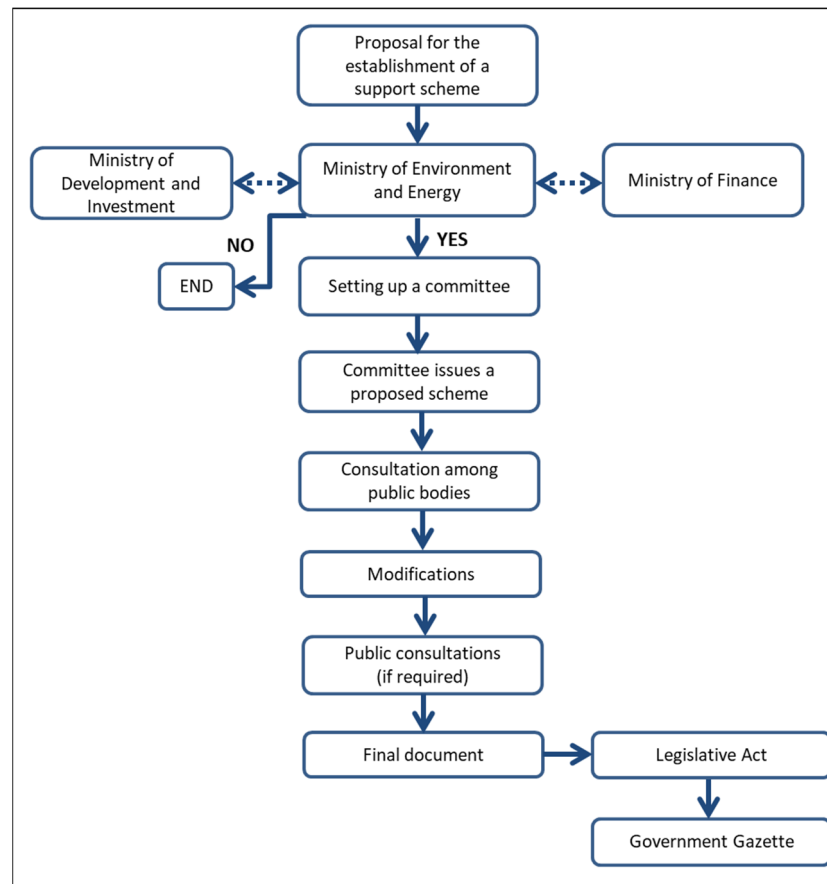 Proposal for the
establishment of a
support scheme
Ministry of
Development and
Investment
Ministry of Environment
and Energy
Ministry of Finance
NO
YES
END
Setting up a committee
Committee issues a
proposed scheme
Consultation among
public bodies
Modifications
Public consultations
(if required)
Final document
Legislative Act
Government Gazette